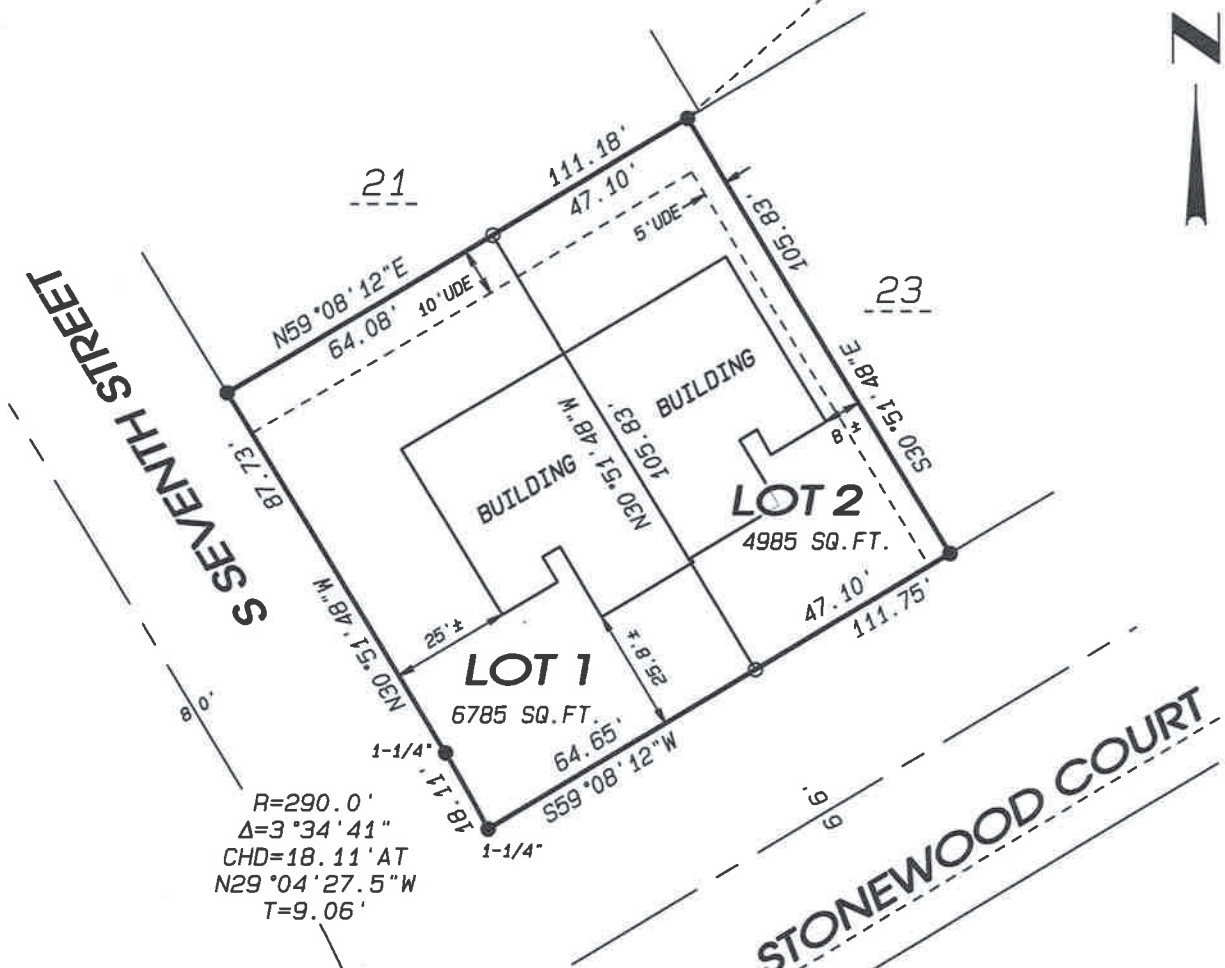 N
111.18'
47.10'
21
5'UDE
105.83'
23
N59°08'12"E
64.08'
10'UDE
S SEVENTH STREET
87.73'
BUILDING
BUILDING
N30°51'48"W
105.83'
S30°51'48"E
8'±
LOT 2
4985 SQ.FT.
47.10'
111.75'
N30°51'48"W
25'±
25.8'±
LOT 1
6785 SQ.FT.
64.65'
S59°08'12"W
80'
1-1/4"
18.11'
1-1/4"
66'
STONEWOOD COURT
R=290.0'
Δ=3°34'41"
CHD=18.11'AT
N29°04'27.5"W
T=9.06'